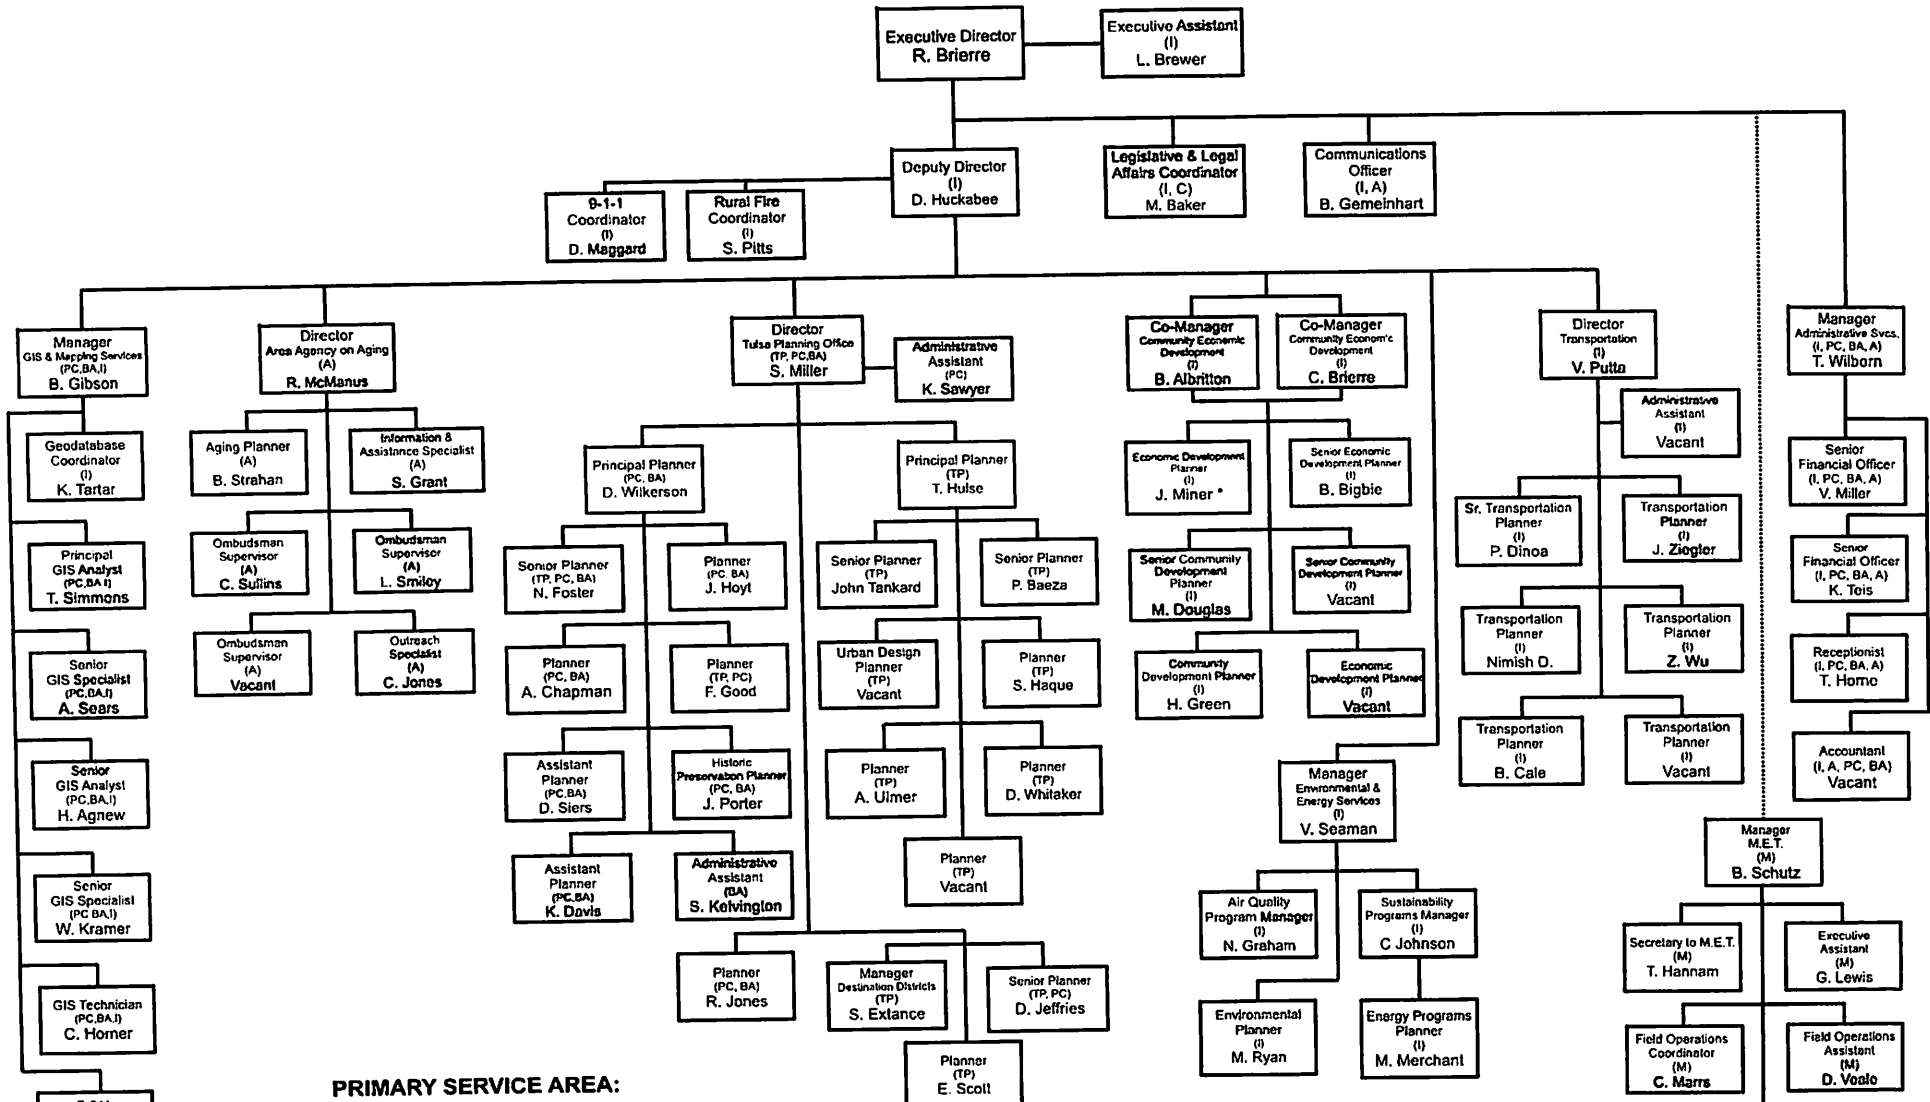 Executive Director
R. Brierre
Executive Assistant
(I)
L. Brewer
Deputy Director
(I)
D. Huckabee
Legislative & Legal
Affairs Coordinator
(I, C)
M. Baker
Communications
Officer
(I, A)
B. Gemeinhart
9-1-1
Coordinator
(I)
D. Maggard
Rural Fire
Coordinator
(I)
S. Pitts
Manager
GIS & Mapping Services
(PC,BA,I)
B. Gibson
Geodatabase
Coordinator
(I)
K. Tartar
Principal
GIS Analyst
(PC,BA I)
T. Simmons
Senior
GIS Specialist
(PC,BA,I)
A. Sears
Senior
GIS Analyst
(PC,BA,I)
H. Agnew
Senior
GIS Specialist
(PC BA,I)
W. Kramer
GIS Technician
(PC,BA,I)
C. Horner
Director
Area Agency on Aging
(A)
R. McManus
Aging Planner
(A)
B. Strahan
Information &
Assistance Specialist
(A)
S. Grant
Ombudsman
Supervisor
(A)
C. Sullins
Ombudsman
Supervisor
(A)
L. Smiley
Ombudsman
Supervisor
(A)
Vacant
Outreach
Specialist
(A)
C. Jones
Director
Tulsa Planning Office
(TP, PC,BA)
S. Miller
Administrative
Assistant
(PC)
K. Sawyer
Principal Planner
(PC, BA)
D. Wilkerson
Senior Planner
(TP, PC, BA)
N. Foster
Planner
(PC, BA)
J. Hoyt
Planner
(PC, BA)
A. Chapman
Planner
(TP, PC)
F. Good
Assistant
Planner
(PC,BA)
D. Siers
Historic
Preservation Planner
(PC, BA)
J. Porter
Assistant
Planner
(PC,BA)
K. Davis
Administrative
Assistant
(BA)
S. Kelvington
Principal Planner
(TP)
T. Hulse
Senior Planner
(TP)
John Tankard
Senior Planner
(TP)
P. Baeza
Urban Design
Planner
(TP)
Vacant
Planner
(TP)
S. Haque
Planner
(TP)
A. Ulmer
Planner
(TP)
D. Whitaker
Planner
(TP)
Vacant
Planner
(PC, BA)
R. Jones
Manager
Destination Districts
(TP)
S. Extance
Senior Planner
(TP, PC)
D. Jeffries
Planner
(TP)
E. Scott
Co-Manager
Community Economic
Development
(I)
B. Albritton
Co-Manager
Community Economic
Development
(I)
C. Brierre
Economic Development
Planner
(I)
J. Miner *
Senior Economic
Development Planner
(I)
B. Bigbie
Senior Community
Development
Planner
(I)
M. Douglas
Senior Community
Development Planner
(I)
Vacant
Community
Development Planner
(I)
H. Green
Economic
Development Planner
(I)
Vacant
Manager
Environmental &
Energy Services
(I)
V. Seaman
Air Quality
Program Manager
(I)
N. Graham
Sustainability
Programs Manager
(I)
C Johnson
Environmental
Planner
(I)
M. Ryan
Energy Programs
Planner
(I)
M. Merchant
Director
Transportation
(I)
V. Putta
Administrative
Assistant
(I)
Vacant
Sr. Transportation
Planner
(I)
P. Dinoa
Transportation
Planner
(I)
J. Ziegler
Transportation
Planner
(I)
Nimish D.
Transportation
Planner
(I)
Z. Wu
Transportation
Planner
(I)
B. Cale
Transportation
Planner
(I)
Vacant
Manager
Administrative Svcs.
(I, PC, BA, A)
T. Wilborn
Senior
Financial Officer
(I, PC, BA, A)
V. Miller
Senior
Financial Officer
(I, PC, BA, A)
K. Teis
Receptionist
(I, PC, BA, A)
T. Horne
Accountant
(I, A, PC, BA)
Vacant
Manager
M.E.T.
(M)
B. Schutz
Secretary to M.E.T.
(M)
T. Hannam
Executive
Assistant
(M)
G. Lewis
Field Operations
Coordinator
(M)
C. Marrs
Field Operations
Assistant
(M)
D. Veale
PRIMARY SERVICE AREA: